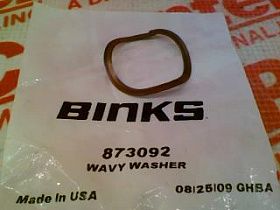 BINKS
873092
WAVY WASHER
Made In USA
08/25/09 GHBA